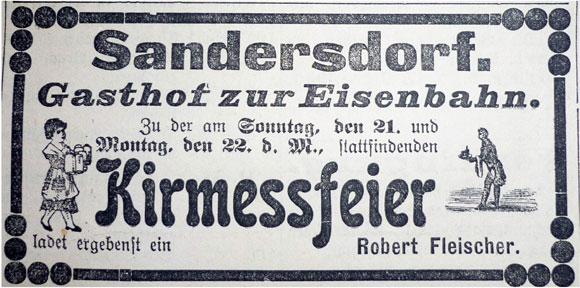 Sandersdorf.
Gasthof zur Eisenbahn.
Zu der am Sonntag, den 21. und
Montag, den 22. d. M., stattfindenden
Kirmessfeier
ladet ergebenst ein
Robert Fleischer.